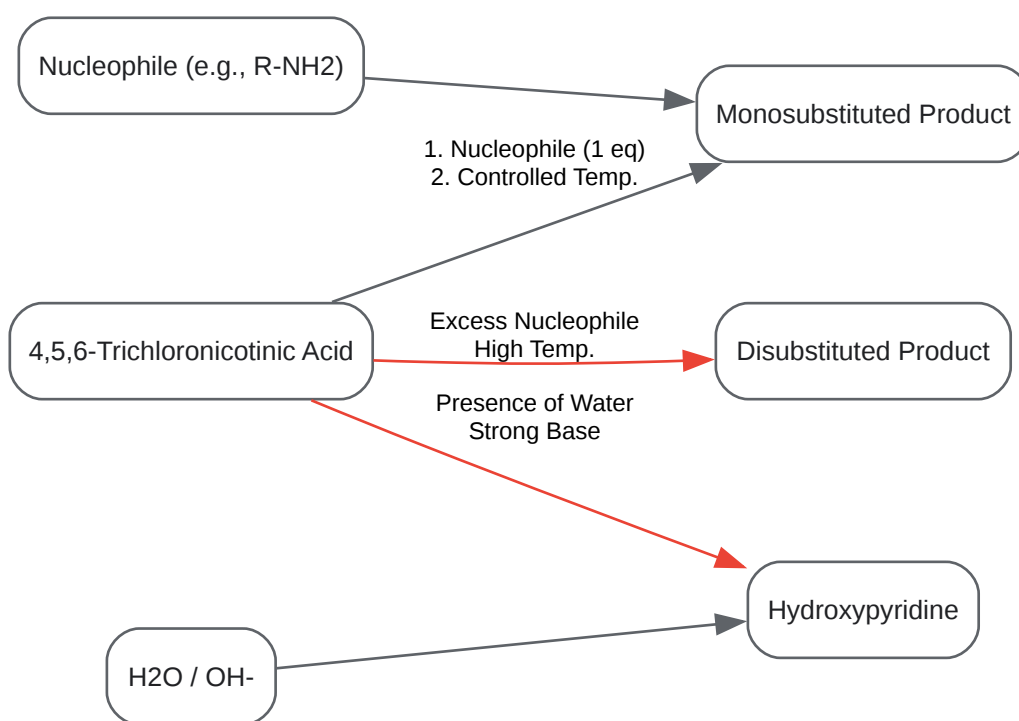 Nucleophile (e.g., R-NH2)
Monosubstituted Product
1. Nucleophile (1 eq)
2. Controlled Temp.
4,5,6-Trichloronicotinic Acid
Excess Nucleophile
High Temp.
Disubstituted Product
Presence of Water
Strong Base
Hydroxypyridine
H2O / OH-